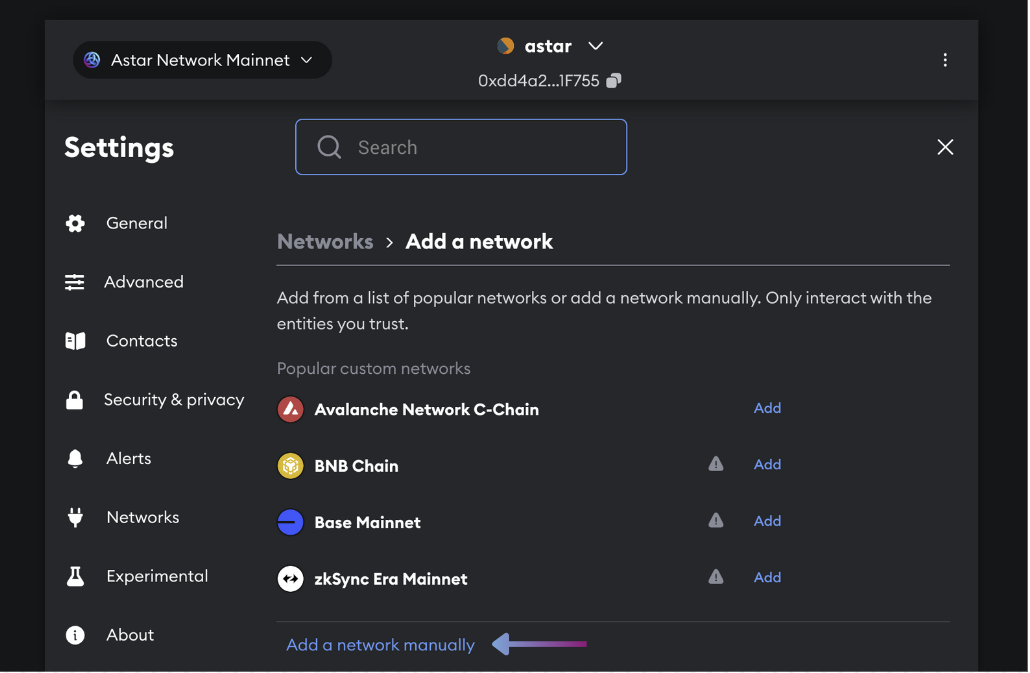 Astar Network Mainnet
astar
0xdd4a2...1F755
Settings
Search
General
Advanced
Contacts
Security & privacy
Alerts
Networks
Experimental
About
Networks > Add a network
Add from a list of popular networks or add a network manually. Only interact with the
entities you trust.
Popular custom networks
Avalanche Network C-Chain Add
BNB Chain Add
Base Mainnet Add
zkSync Era Mainnet Add
Add a network manually